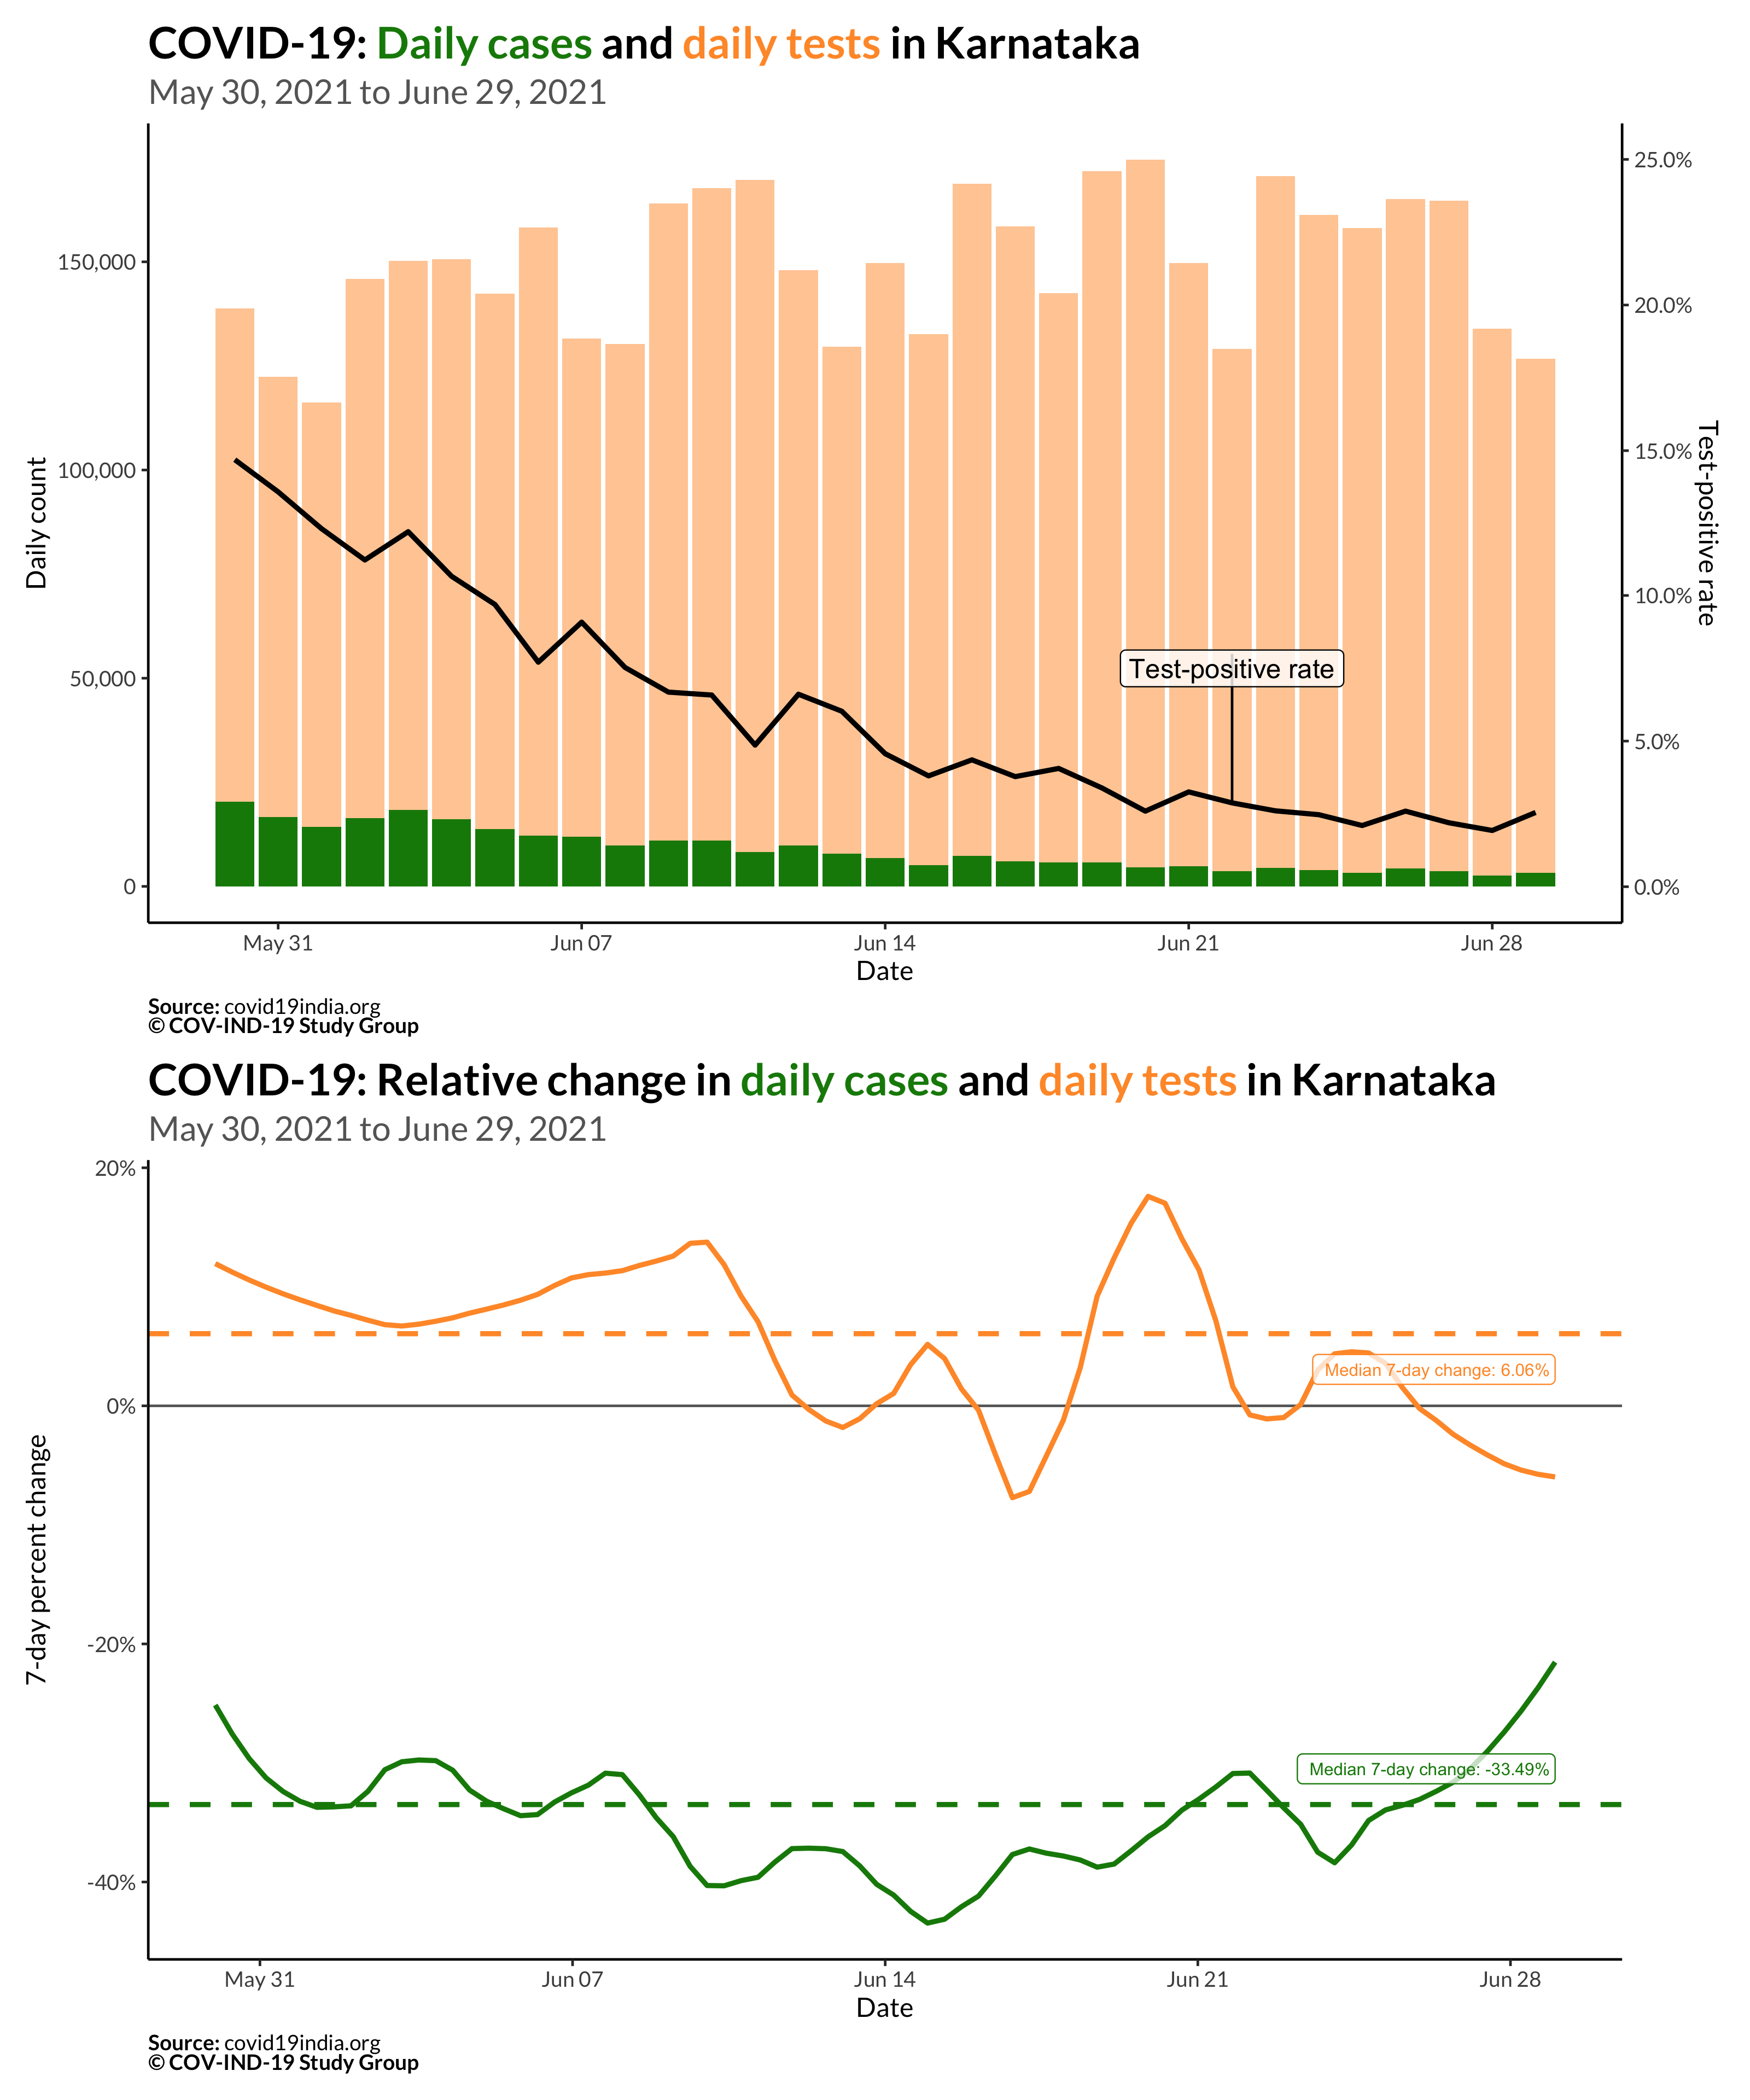 COVID-19: Daily cases and daily tests in Karnataka
May 30, 2021 to June 29, 2021
150,000
100,000
50,000
0
Daily count
25.0%
20.0%
15.0%
10.0%
5.0%
0.0%
Test-positive rate
Test-positive rate
May 31
Jun 07
Jun 14
Jun 21
Jun 28
Date
Source: covid19india.org
© COV-IND-19 Study Group
COVID-19: Relative change in daily cases and daily tests in Karnataka
May 30, 2021 to June 29, 2021
20%
0%
-20%
-40%
7-day percent change
Median 7-day change: 6.06%
Median 7-day change: -33.49%
May 31
Jun 07
Jun 14
Jun 21
Jun 28
Date
Source: covid19india.org
© COV-IND-19 Study Group